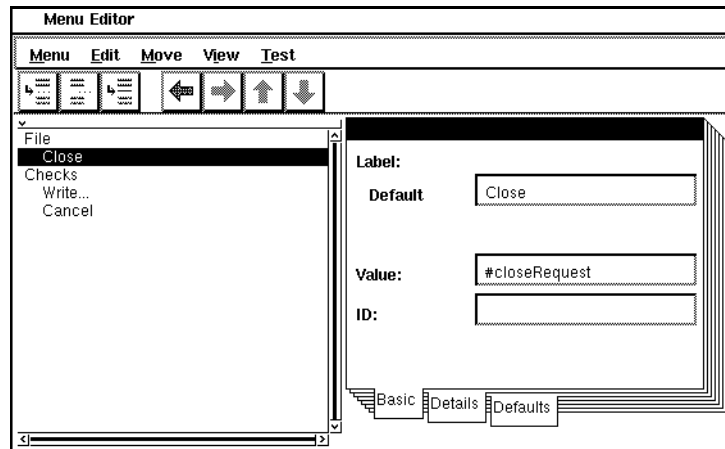 Menu Editor
Menu Edit Move View Test
File
Close
Checks
Write...
Cancel
Label:
Default Close
Value: #closeRequest
ID:
Basic Details Defaults